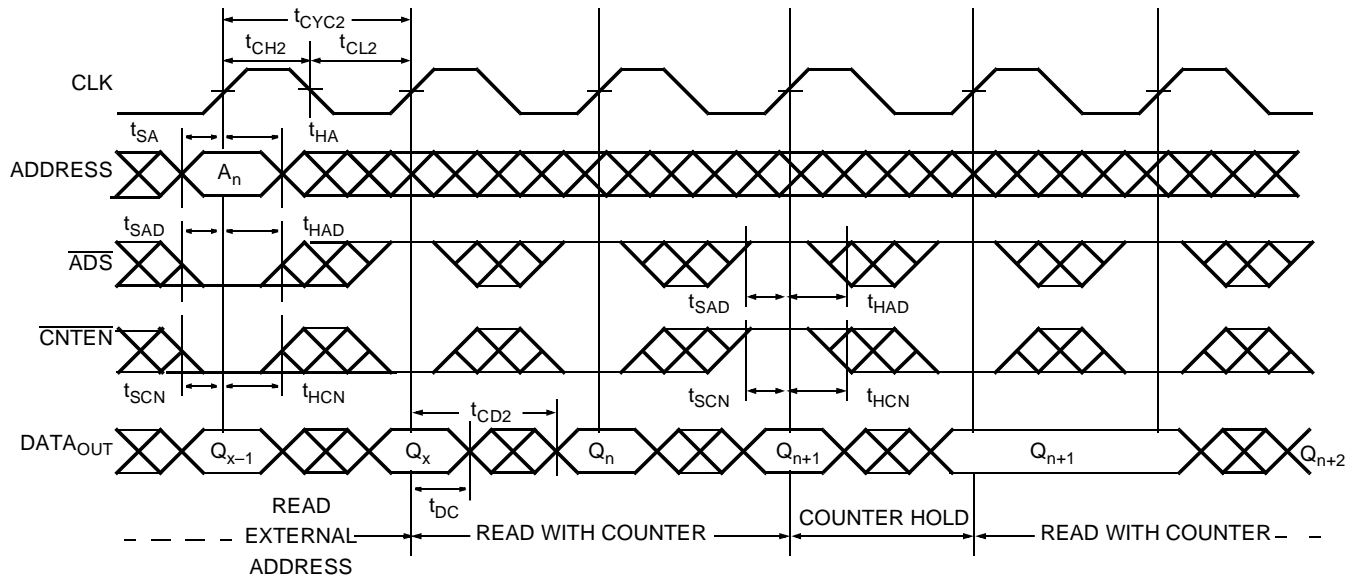 tCYC2
tCH2 tCL2
CLK
tSA tHA
ADDRESS An
tSAD tHAD
ADS
tSAD tHAD
CNTEN
tSCN tHCN tSCN tHCN
tCD2
DATAOUT Qx–1 Qx Qn Qn+1 Qn+1 Qn+2
tDC
READ EXTERNAL ADDRESS
READ WITH COUNTER
COUNTER HOLD
READ WITH COUNTER